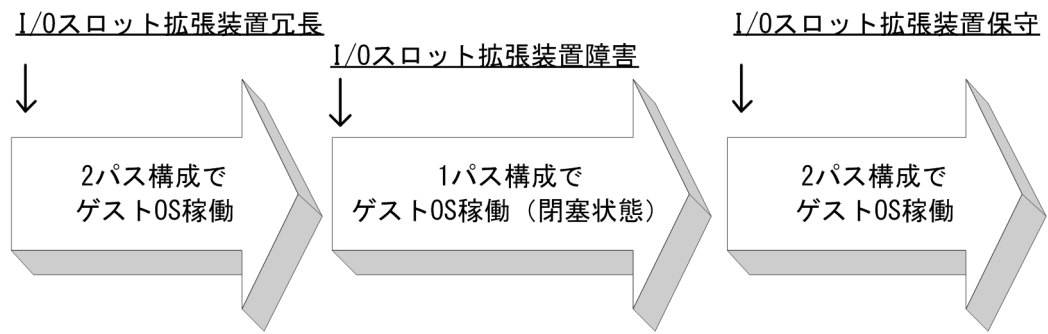 I/Oスロット拡張装置冗長
I/Oスロット拡張装置障害
I/Oスロット拡張装置保守
2パス構成で
ゲストOS稼働
1パス構成で
ゲストOS稼働（閉塞状態）
2パス構成で
ゲストOS稼働